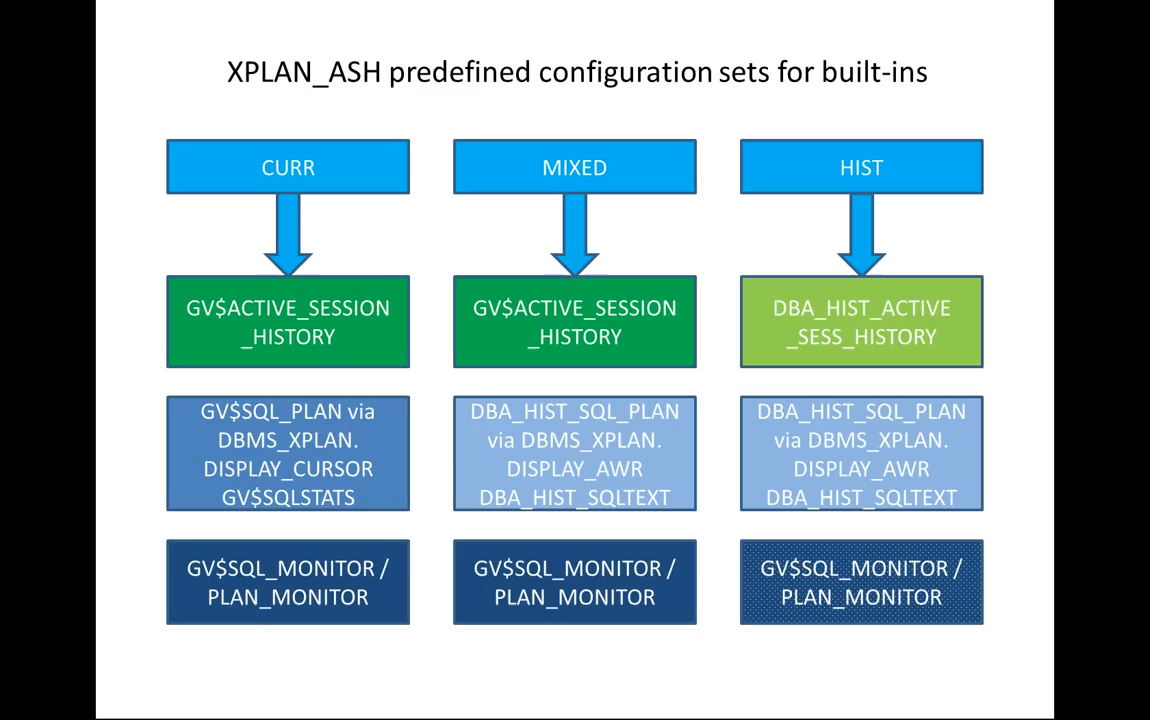 XPLAN_ASH predefined configuration sets for built-ins
CURR
MIXED
HIST
GV$ACTIVE_SESSION
_HISTORY
GV$ACTIVE_SESSION
_HISTORY
DBA_HIST_ACTIVE
_SESS_HISTORY
GV$SQL_PLAN via
DBMS_XPLAN.
DISPLAY_CURSOR
GV$SQLSTATS
DBA_HIST_SQL_PLAN
via DBMS_XPLAN.
DISPLAY_AWR
DBA_HIST_SQLTEXT
DBA_HIST_SQL_PLAN
via DBMS_XPLAN.
DISPLAY_AWR
DBA_HIST_SQLTEXT
GV$SQL_MONITOR /
PLAN_MONITOR
GV$SQL_MONITOR /
PLAN_MONITOR
GV$SQL_MONITOR /
PLAN_MONITOR